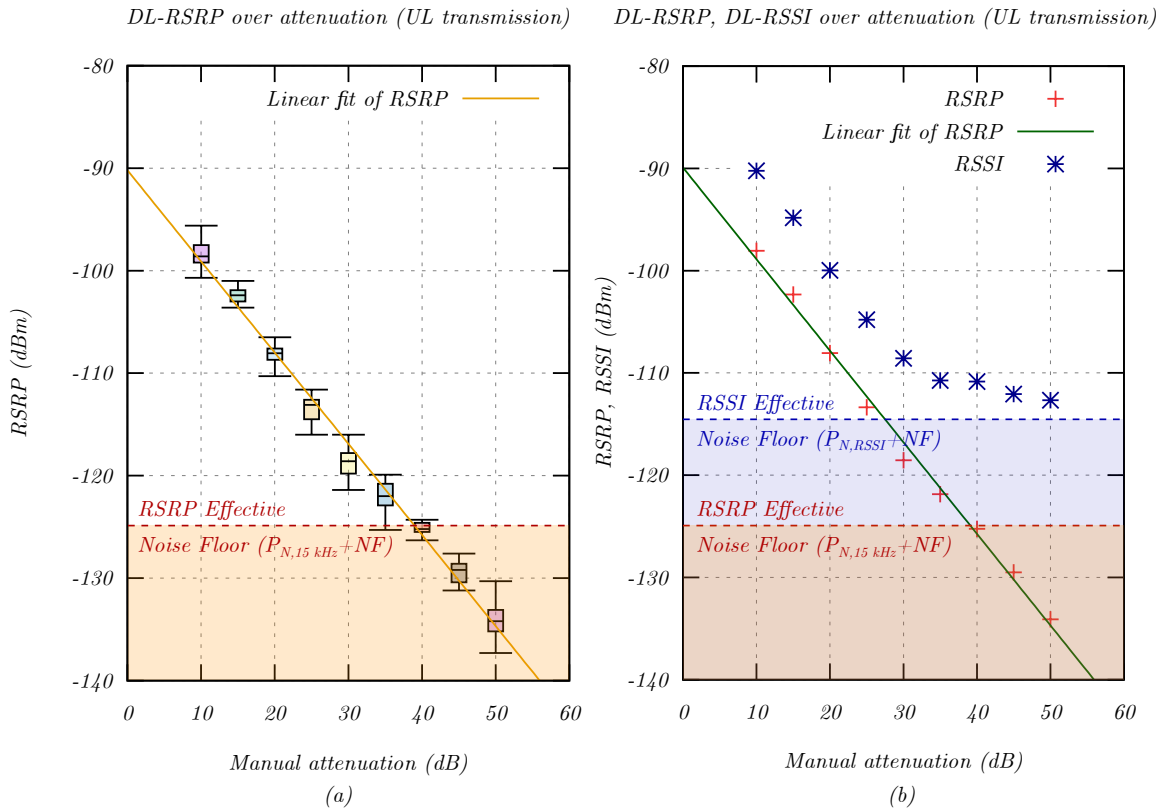 DL-RSRP over attenuation (UL transmission)
-80
-90
-100
-110
-120
-130
-140
RSRP (dBm)
Linear fit of RSRP
RSRP Effective
Noise Floor (P_N,15 kHz+NF)
0 10 20 30 40 50 60
Manual attenuation (dB)
(a)
DL-RSRP, DL-RSSI over attenuation (UL transmission)
-80
-90
-100
-110
-120
-130
-140
RSRP, RSSI (dBm)
RSRP
Linear fit of RSRP
RSSI
RSSI Effective
Noise Floor (P_N,RSSI+NF)
RSRP Effective
Noise Floor (P_N,15 kHz+NF)
0 10 20 30 40 50 60
Manual attenuation (dB)
(b)